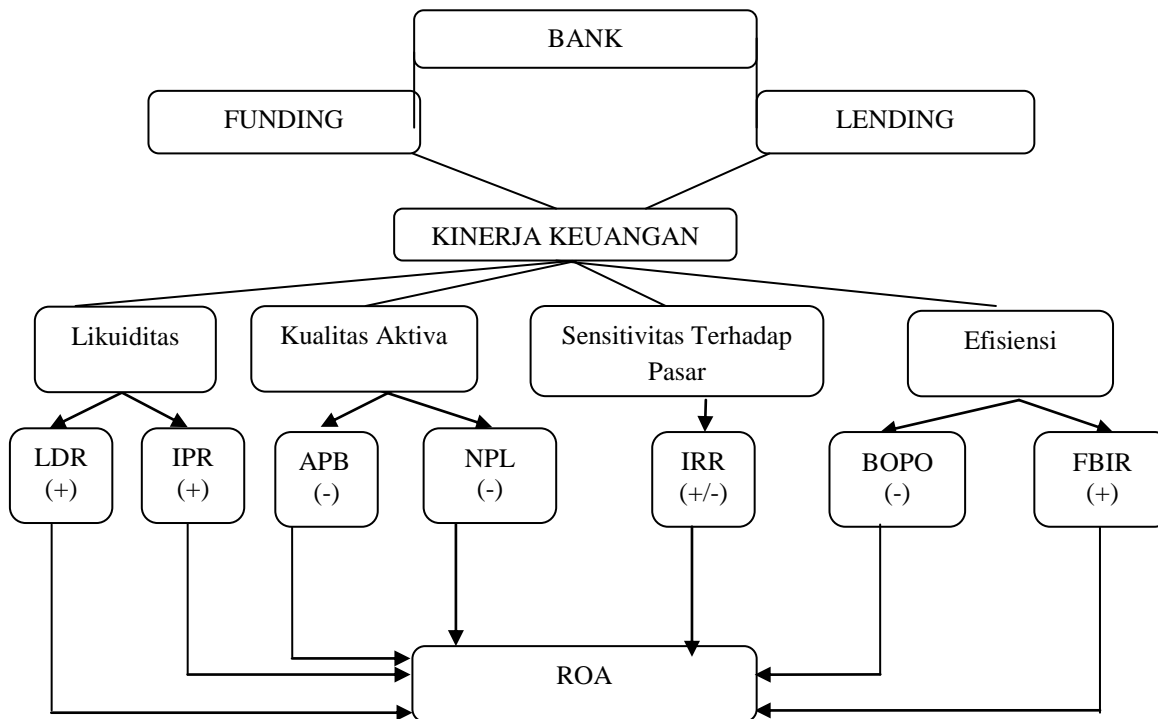 BANK
FUNDING
LENDING
KINERJA KEUANGAN
Likuiditas
Kualitas Aktiva
Sensitivitas Terhadap
Pasar
Efisiensi
LDR
(+)
IPR
(+)
APB
(-)
NPL
(-)
IRR
(+/-)
BOPO
(-)
FBIR
(+)
ROA